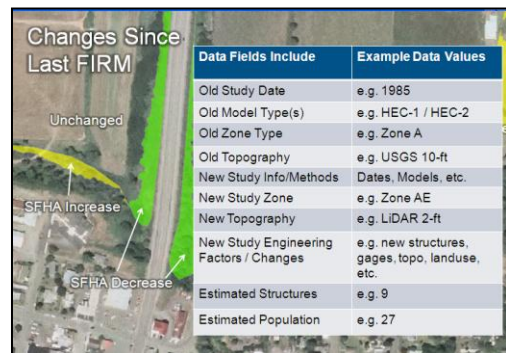 Changes Since
Last FIRM
Unchanged
SFHA Increase
SFHA Decrease
Data Fields Include Example Data Values
Old Study Date e.g. 1985
Old Model Type(s) e.g. HEC-1 / HEC-2
Old Zone Type e.g. Zone A
Old Topography e.g. USGS 10-ft
New Study Info/Methods Dates, Models, etc.
New Study Zone e.g. Zone AE
New Topography e.g. LiDAR 2-ft
New Study Engineering e.g. new structures,
Factors / Changes gages, topo, landuse,
etc.
Estimated Structures e.g. 9
Estimated Population e.g. 27